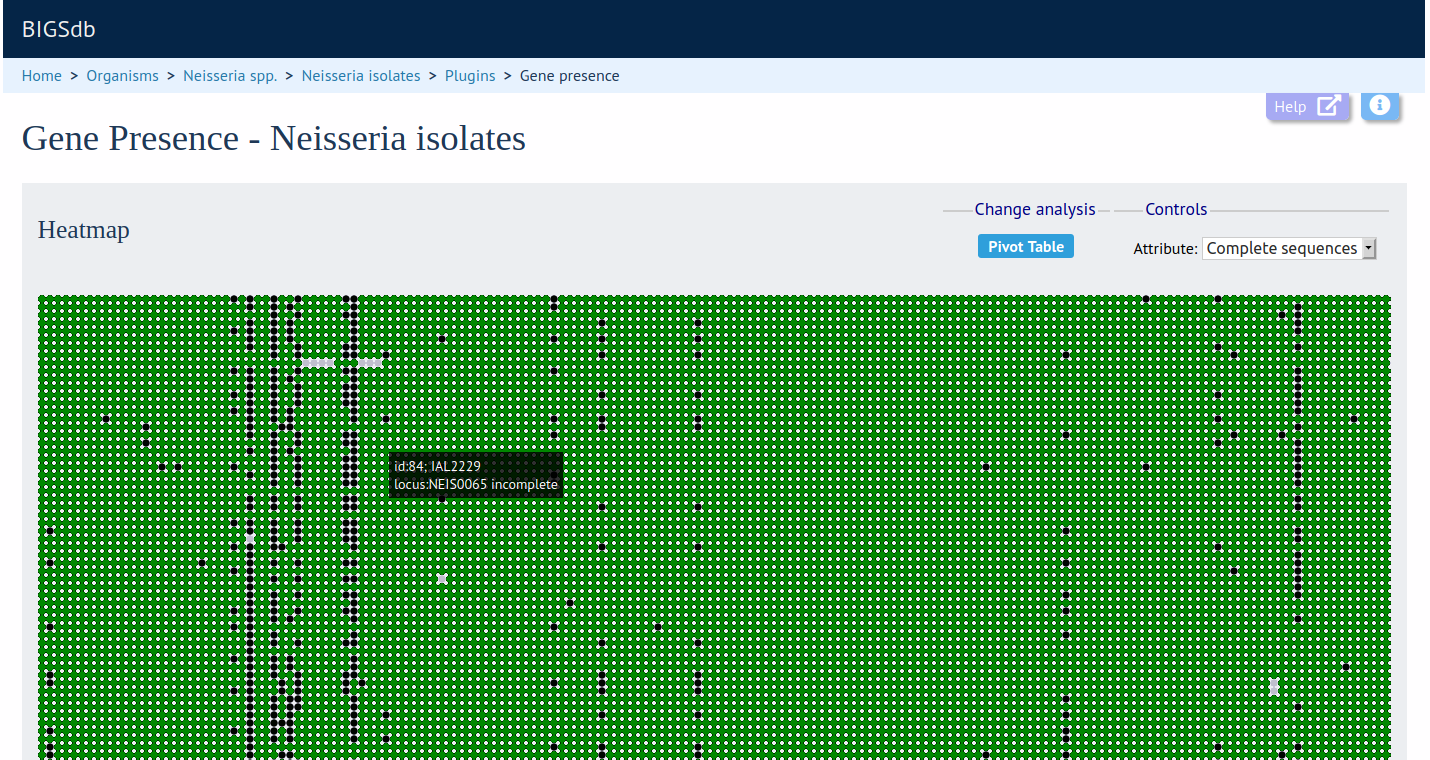 BIGSdb
Home > Organisms > Neisseria spp. > Neisseria isolates > Plugins > Gene presence
Help
Gene Presence - Neisseria isolates
Change analysis
Controls
Heatmap
Pivot Table
Attribute: Complete sequences
id:84; IAL2229
locus:NEIS0065 incomplete